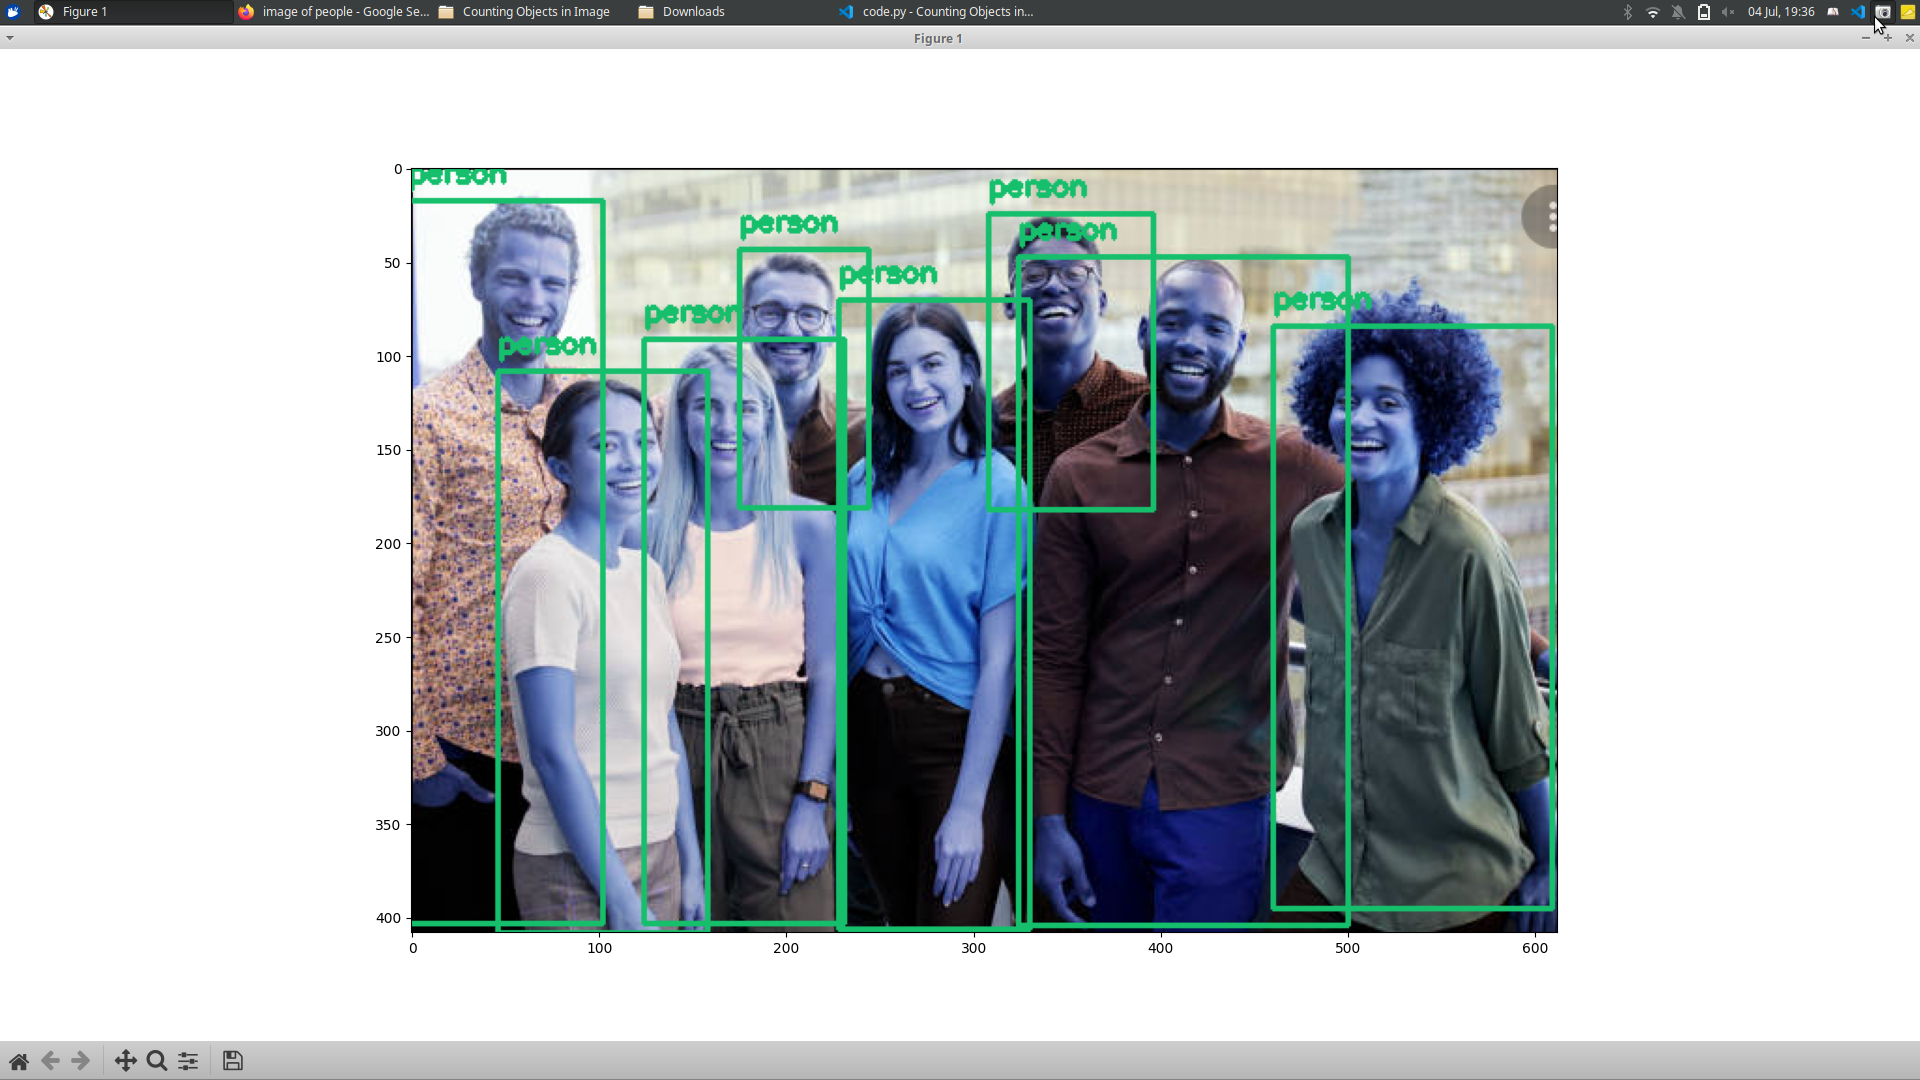 Figure 1
image of people - Google Se...
Counting Objects in Image
Downloads
code.py - Counting Objects in...
04 Jul, 19:36
Figure 1
0
50
100
150
200
250
300
350
400
person
person
person
person
person
person
person
person
0
100
200
300
400
500
600